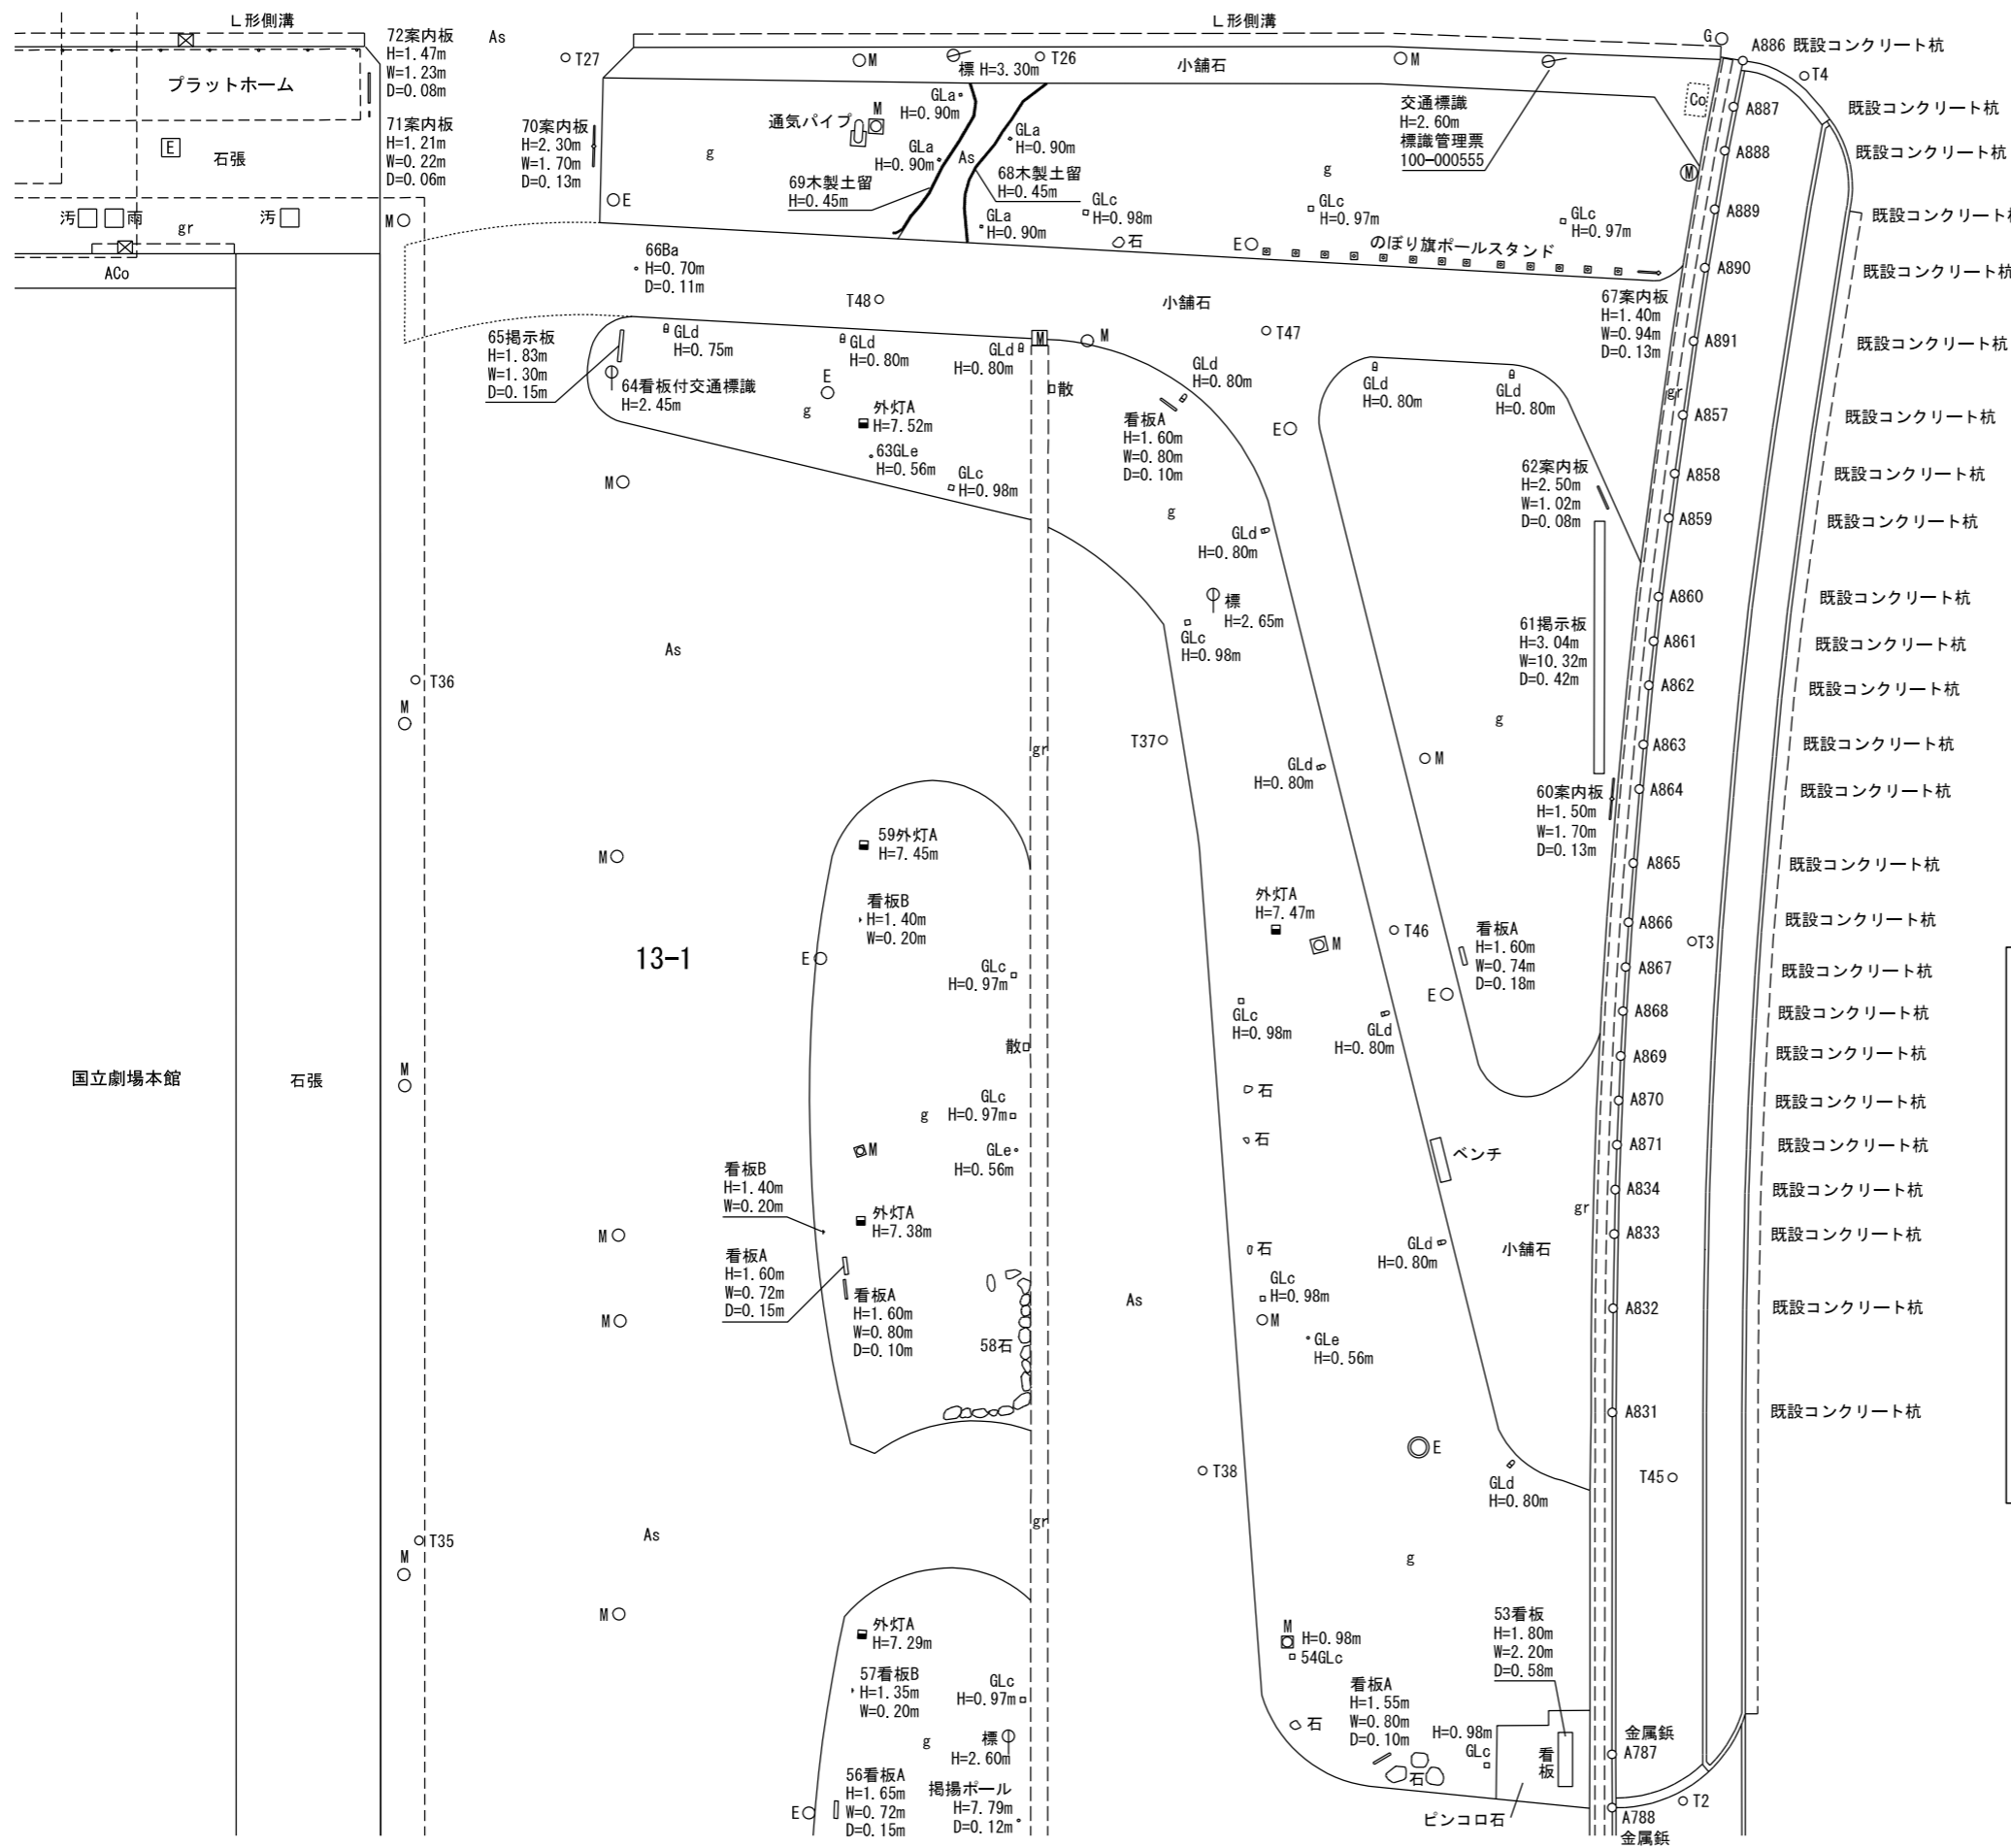 L形側溝
L形側溝
72案内板
H=1.47m
W=1.23m
D=0.08m
As
T27
M
標 H=3.30m
T26
小舗石
M
G
A886 既設コンクリート杭
T4
プラットホーム
71案内板
H=1.21m
W=0.22m
D=0.06m
E
石張
70案内板
H=2.30m
W=1.70m
D=0.13m
g
通気パイプ
M
GLa
H=0.90m
GLa
H=0.90m
As
GLa
H=0.90m
69木製土留
H=0.45m
68木製土留
H=0.45m
GLa
H=0.90m
GLc
H=0.98m
石
g
GLc
H=0.97m
交通標識
H=2.60m
標識管理票
100-000555
GLc
H=0.97m
Co
M
A887
既設コンクリート杭
A888
既設コンクリート杭
A889
既設コンクリート杭
A890
既設コンクリート杭
汚
雨
gr
汚
M
E
ACo
66Ba
H=0.70m
D=0.11m
T48
小舗石
E
のぼり旗ポールスタンド
T47
67案内板
H=1.40m
W=0.94m
D=0.13m
A891
既設コンクリート杭
65掲示板
H=1.83m
W=1.30m
D=0.15m
64看板付交通標識
H=2.45m
GLd
H=0.75m
GLd
H=0.80m
GLd
H=0.80m
M
M
E
g
外灯A
H=7.52m
63GLe
H=0.56m
GLc
H=0.98m
散
GLd
H=0.80m
看板A
H=1.60m
W=0.80m
D=0.10m
g
E
GLd
H=0.80m
GLd
H=0.80m
gr
A857
既設コンクリート杭
M
GLd
H=0.80m
62案内板
H=2.50m
W=1.02m
D=0.08m
A858
既設コンクリート杭
A859
既設コンクリート杭
標
H=2.65m
GLc
H=0.98m
61掲示板
H=3.04m
W=10.32m
D=0.42m
A860
既設コンクリート杭
A861
既設コンクリート杭
A862
既設コンクリート杭
As
T36
M
gr
T37
GLd
H=0.80m
M
g
A863
既設コンクリート杭
60案内板
H=1.50m
W=1.70m
D=0.13m
A864
既設コンクリート杭
M
59外灯A
H=7.45m
看板B
H=1.40m
W=0.20m
13-1
E
GLc
H=0.97m
外灯A
H=7.47m
M
T46
看板A
H=1.60m
W=0.74m
D=0.18m
E
A865
既設コンクリート杭
A866
既設コンクリート杭
T3
A867
既設コンクリート杭
A868
既設コンクリート杭
GLc
H=0.98m
GLd
H=0.80m
散
A869
既設コンクリート杭
国立劇場本館
石張
M
g
GLc
H=0.97m
石
A870
既設コンクリート杭
M
GLe
H=0.56m
石
ベンチ
A871
既設コンクリート杭
看板B
H=1.40m
W=0.20m
外灯A
H=7.38m
M
gr
A834
既設コンクリート杭
石
GLd
H=0.80m
小舗石
A833
既設コンクリート杭
看板A
H=1.60m
W=0.72m
D=0.15m
看板A
H=1.60m
W=0.80m
D=0.10m
M
58石
As
GLc
H=0.98m
M
GLe
H=0.56m
A832
既設コンクリート杭
A831
既設コンクリート杭
E
T38
GLd
H=0.80m
T45
T35
M
As
gr
g
M
外灯A
H=7.29m
57看板B
H=1.35m
W=0.20m
GLc
H=0.97m
g
標
H=2.60m
56看板A
H=1.65m
W=0.72m
D=0.15m
E
掲揚ポール
H=7.79m
D=0.12m
M
H=0.98m
54GLc
石
看板A
H=1.55m
W=0.80m
D=0.10m
石
H=0.98m
GLc
53看板
H=1.80m
W=2.20m
D=0.58m
看板
ピンコロ石
金属鋲
A787
T2
A788
金属鋲